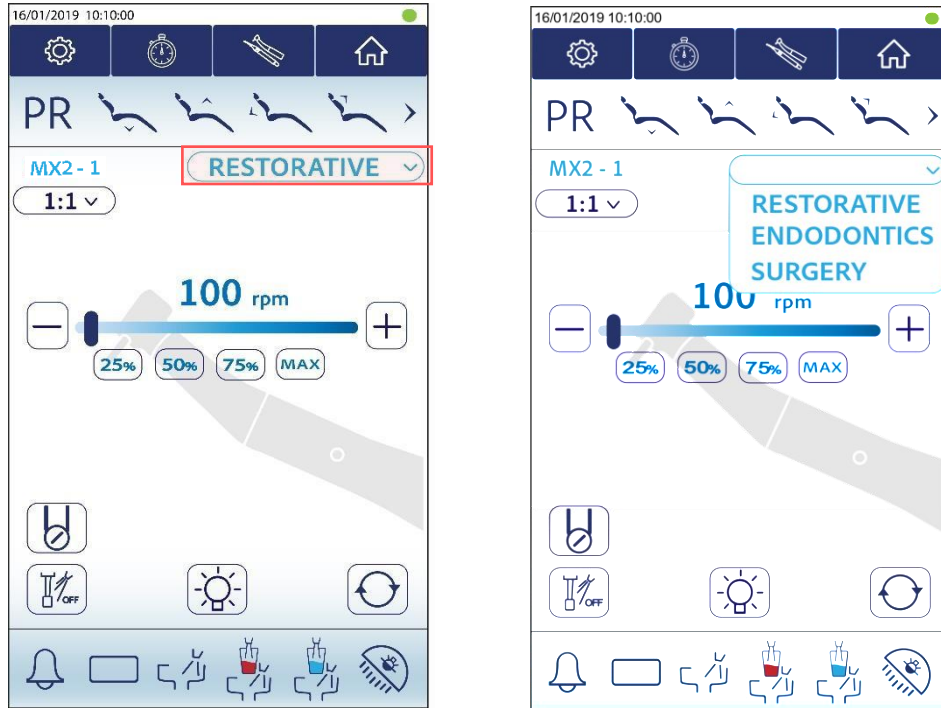 16/01/2019 10:10:00
PR
MX2 - 1
RESTORATIVE
1:1
100 rpm
25% 50% 75% MAX
OFF
16/01/2019 10:10:00
PR
MX2 - 1
1:1
RESTORATIVE
ENDODONTICS
SURGERY
100 rpm
25% 50% 75% MAX
OFF